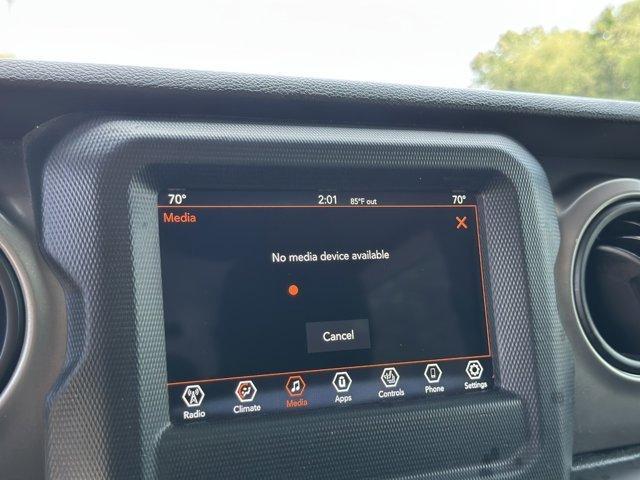 70° 2:01 85°F out 70°
Media
No media device available
Cancel
Radio Climate Media Apps Controls Phone Settings